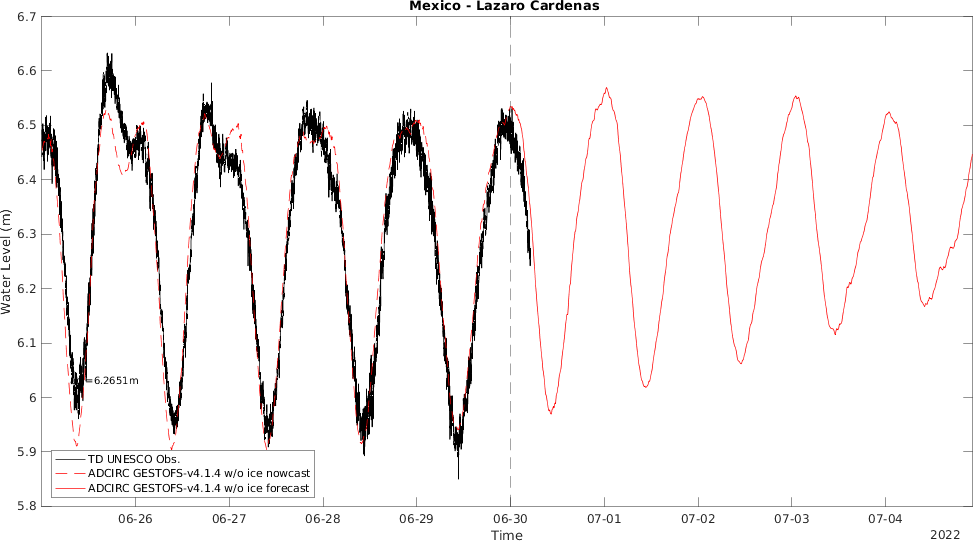 Mexico - Lazaro Cardenas
6.7
6.6
6.5
6.4
6.3
6.2
6.1
6
5.9
5.8
Water Level (m)
=6.2651m
TD UNESCO Obs.
ADCIRC GESTOFS-v4.1.4 w/o ice nowcast
ADCIRC GESTOFS-v4.1.4 w/o ice forecast
06-26 06-27 06-28 06-29 06-30 07-01 07-02 07-03 07-04
Time
2022